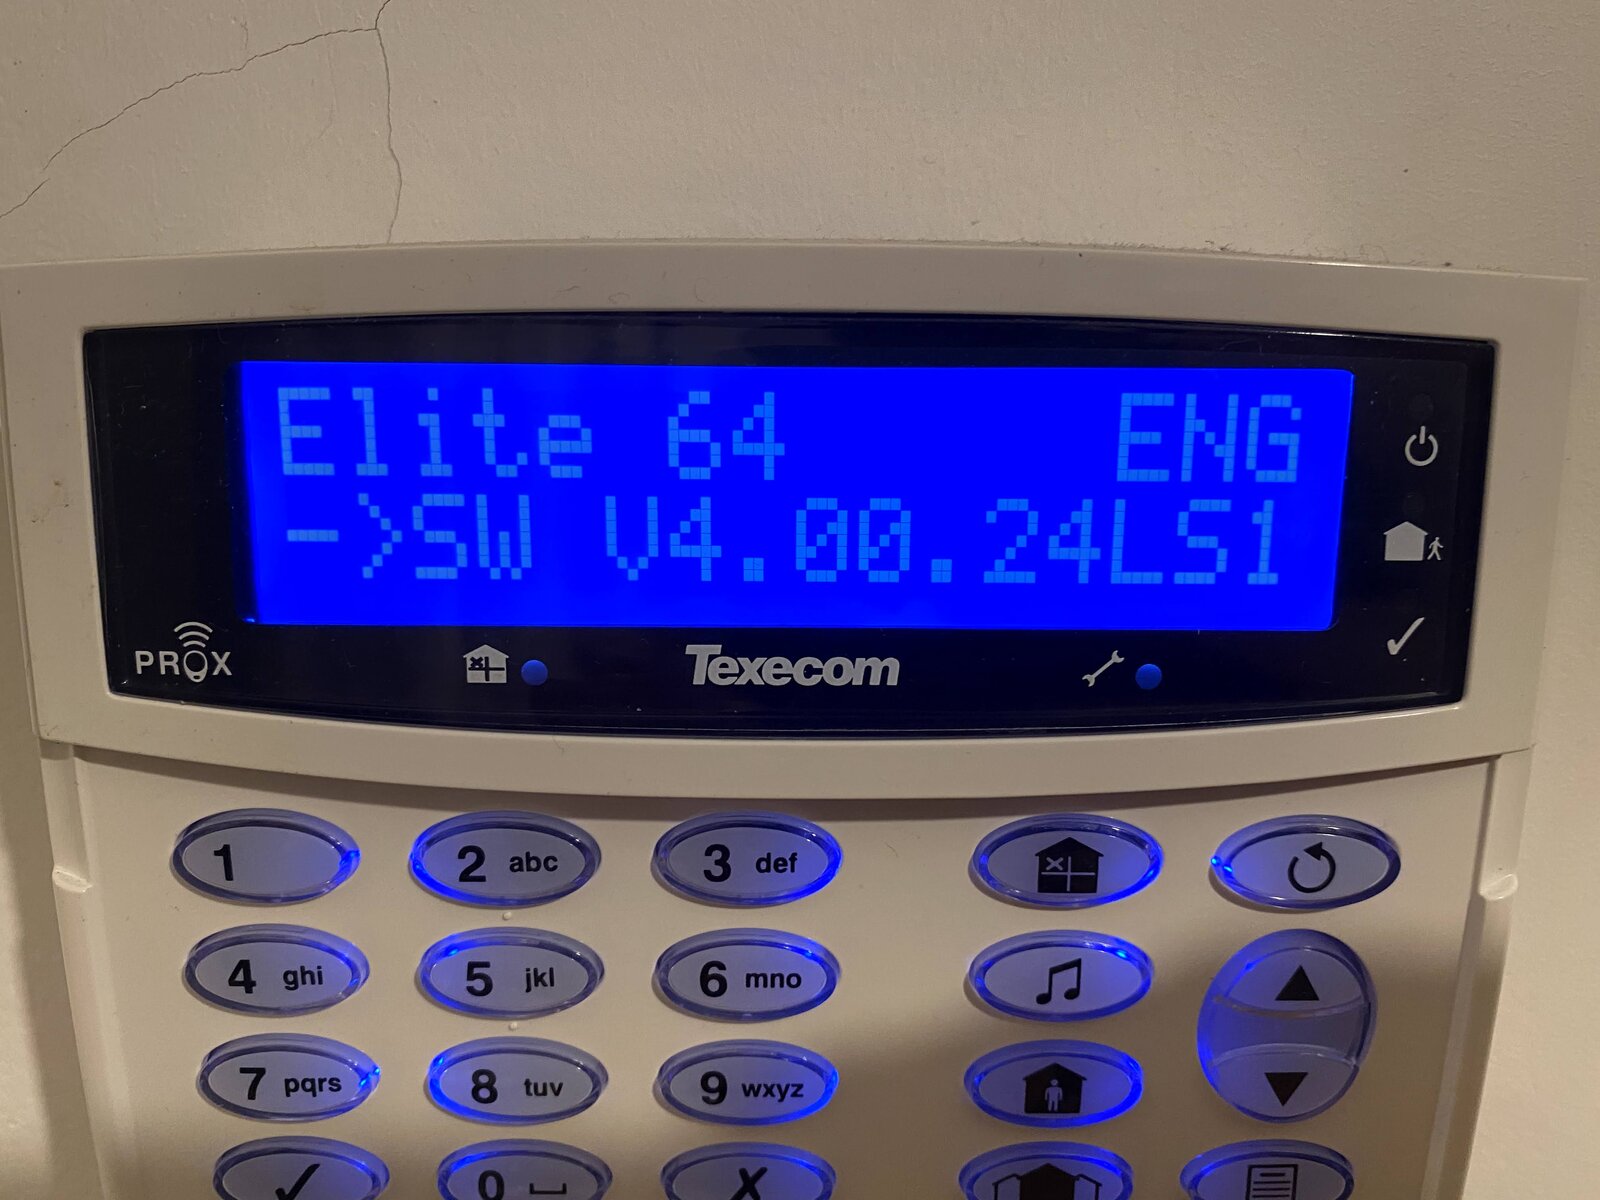 Elite 64 ENG
->SW V4.00.24LS1
PROX Texecom
1 2 abc 3 def
4 ghi 5 jkl 6 mno
7 pqrs 8 tuv 9 wxyz
0